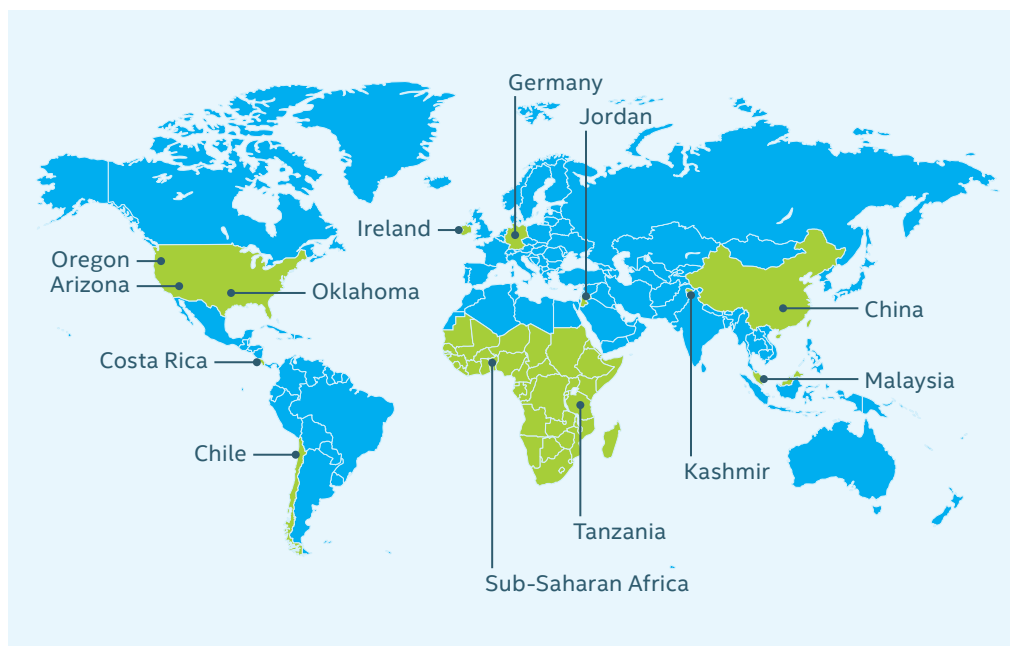 Germany
Jordan
Ireland
Oregon
Arizona
Oklahoma
China
Costa Rica
Malaysia
Chile
Kashmir
Tanzania
Sub-Saharan Africa